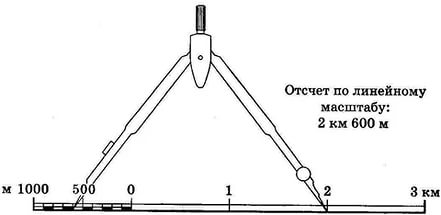 Отсчет по линейному
масштабу:
2 км 600 м
м 1000 500 0 1 2 3 км